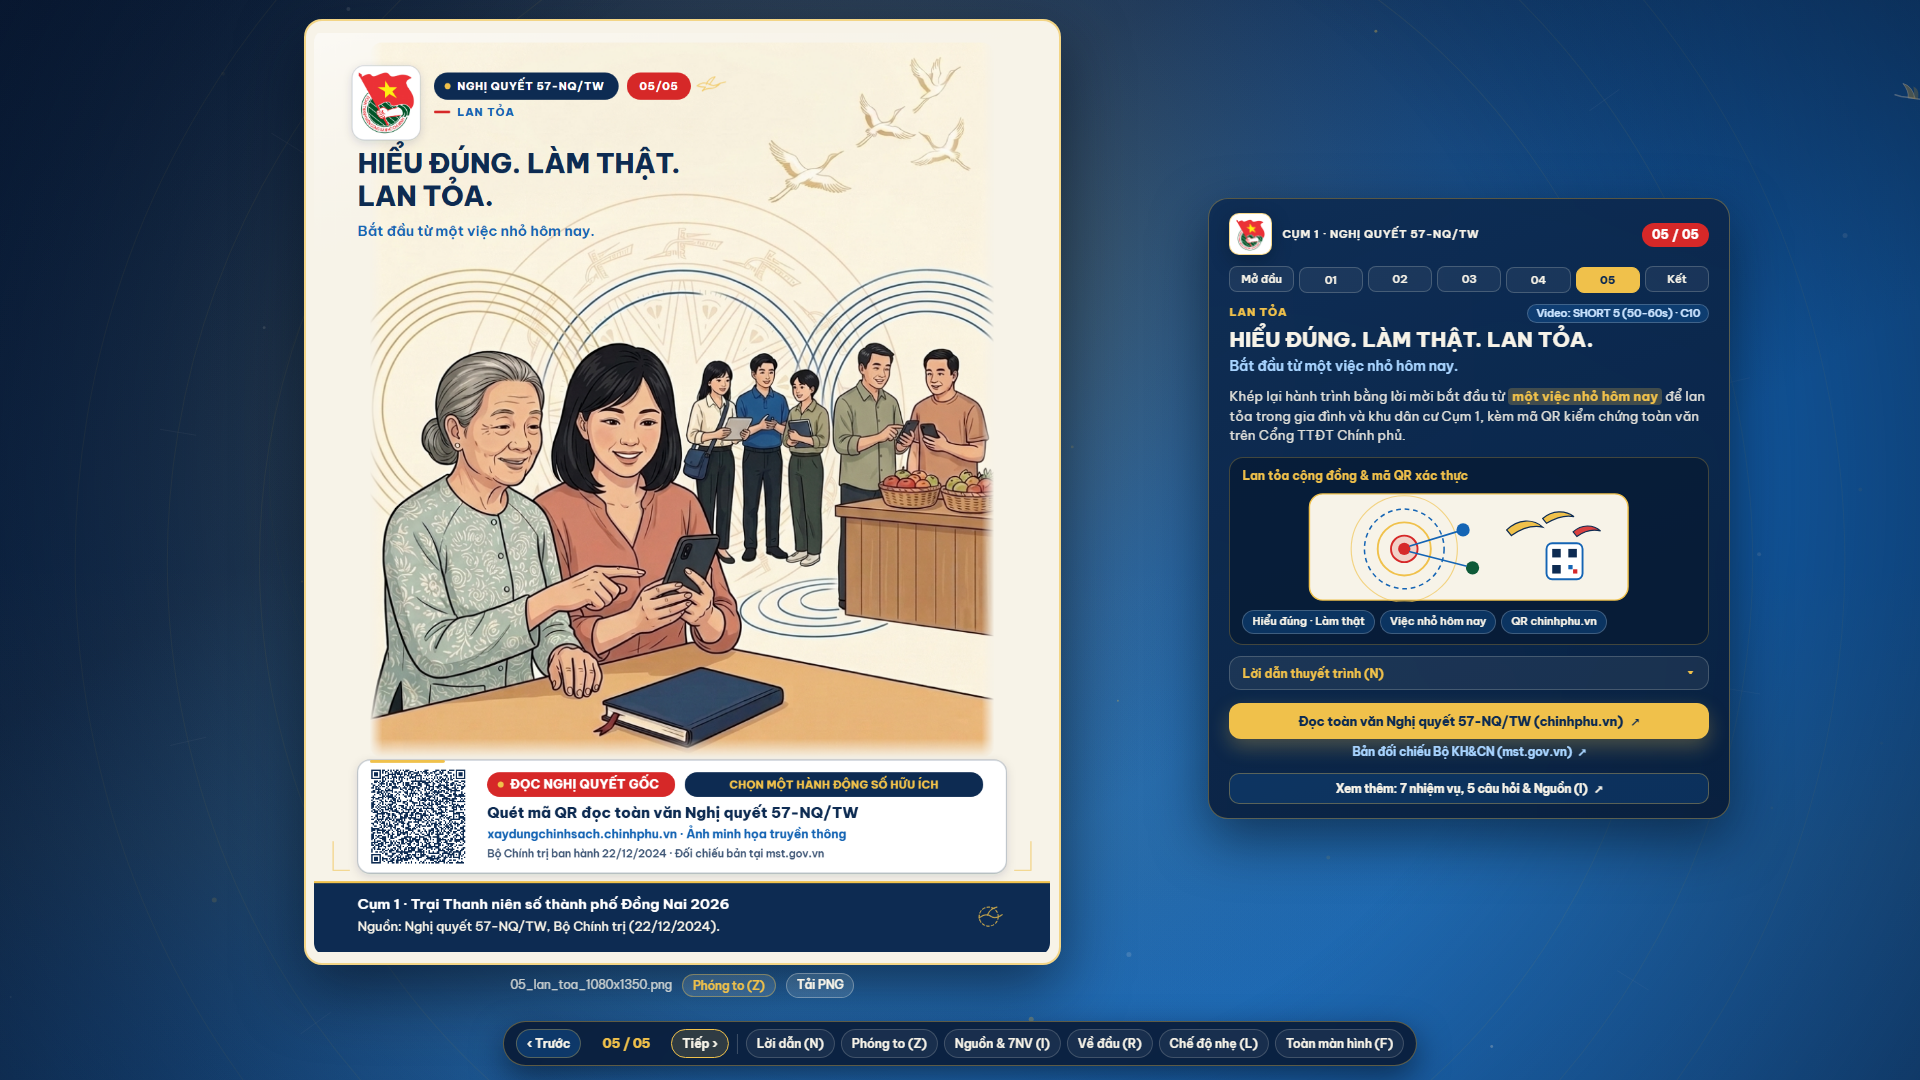 NGHỊ QUYẾT 57-NQ/TW
05/05
LAN TỎA
HIỂU ĐÚNG. LÀM THẬT.
LAN TỎA.
Bắt đầu từ một việc nhỏ hôm nay.
ĐỌC NGHỊ QUYẾT GỐC
CHỌN MỘT HÀNH ĐỘNG SỐ HỮU ÍCH
Quét mã QR đọc toàn văn Nghị quyết 57-NQ/TW
xaydungchinhsach.chinhphu.vn · Ảnh minh họa truyền thông
Bộ Chính trị ban hành 22/12/2024 · Đối chiếu bản tại mst.gov.vn
Cụm 1 · Trại Thanh niên số thành phố Đồng Nai 2026
Nguồn: Nghị quyết 57-NQ/TW, Bộ Chính trị (22/12/2024).
05_lan_toa_1080x1350.png
Phóng to (Z)
Tải PNG
CỤM 1 · NGHỊ QUYẾT 57-NQ/TW
05 / 05
Mở đầu
01
02
03
04
05
Kết
LAN TỎA
Video: SHORT 5 (50-60s) · C10
HIỂU ĐÚNG. LÀM THẬT. LAN TỎA.
Bắt đầu từ một việc nhỏ hôm nay.
Khép lại hành trình bằng lời mời bắt đầu từ một việc nhỏ hôm nay để lan
tỏa trong gia đình và khu dân cư Cụm 1, kèm mã QR kiểm chứng toàn văn
trên Cổng TTĐT Chính phủ.
Lan tỏa cộng đồng & mã QR xác thực
Hiểu đúng · Làm thật
Việc nhỏ hôm nay
QR chinhphu.vn
Lời dẫn thuyết trình (N)
Đọc toàn văn Nghị quyết 57-NQ/TW (chinhphu.vn) ↗
Bản đối chiếu Bộ KH&CN (mst.gov.vn) ↗
Xem thêm: 7 nhiệm vụ, 5 câu hỏi & Nguồn (I) ↗
‹ Trước
05 / 05
Tiếp ›
Lời dẫn (N)
Phóng to (Z)
Nguồn & 7NV (I)
Về đầu (R)
Chế độ nhẹ (L)
Toàn màn hình (F)